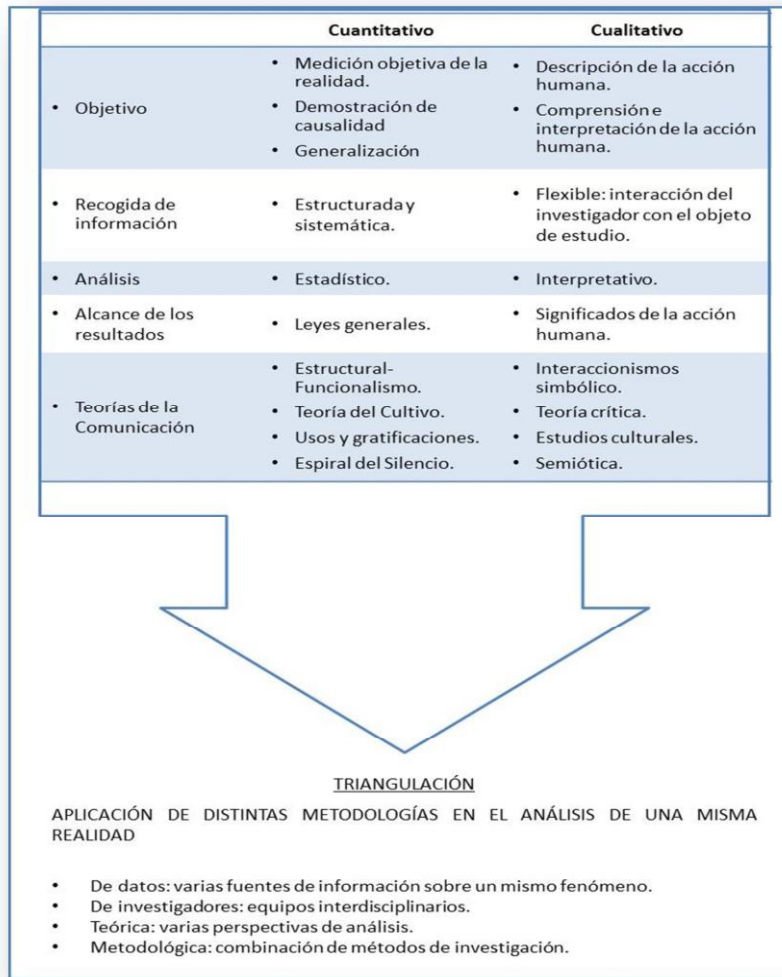 Cuantitativo Cualitativo
• Objetivo
• Medición objetiva de la
realidad.
• Demostración de
causalidad
• Generalización
• Descripción de la acción
humana.
• Comprensión e
interpretación de la acción
humana.
• Recogida de
información
• Estructurada y
sistemática.
• Flexible: interacción del
investigador con el objeto
de estudio.
• Análisis
• Estadístico.
• Interpretativo.
• Alcance de los
resultados
• Leyes generales.
• Significados de la acción
humana.
• Teorías de la
Comunicación
• Estructural-
Funcionalismo.
• Teoría del Cultivo.
• Usos y gratificaciones.
• Espiral del Silencio.
• Interaccionismos
simbólico.
• Teoría crítica.
• Estudios culturales.
• Semiótica.
TRIANGULACIÓN
APLICACIÓN DE DISTINTAS METODOLOGÍAS EN EL ANÁLISIS DE UNA MISMA
REALIDAD
• De datos: varias fuentes de información sobre un mismo fenómeno.
• De investigadores: equipos interdisciplinarios.
• Teórica: varias perspectivas de análisis.
• Metodológica: combinación de métodos de investigación.